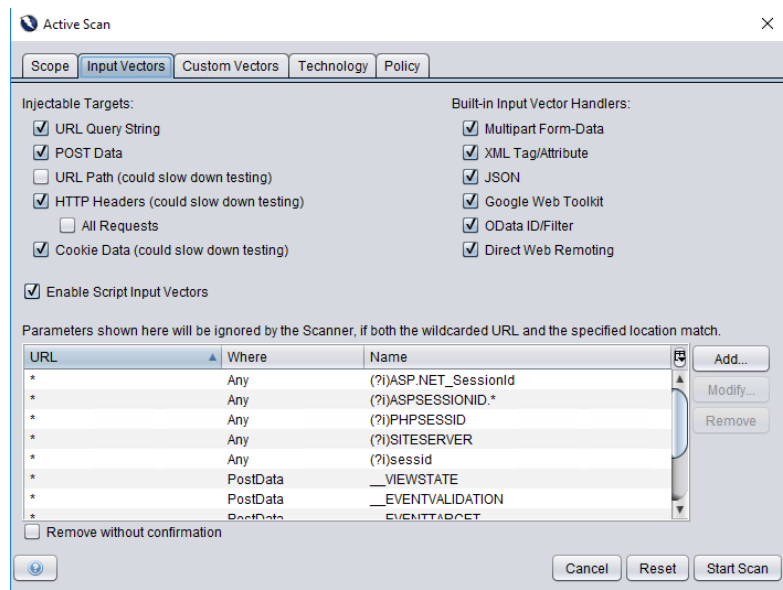 Active Scan
Scope Input Vectors Custom Vectors Technology Policy
Injectable Targets:
URL Query String
POST Data
URL Path (could slow down testing)
HTTP Headers (could slow down testing)
All Requests
Cookie Data (could slow down testing)
Built-in Input Vector Handlers:
Multipart Form-Data
XML Tag/Attribute
JSON
Google Web Toolkit
OData ID/Filter
Direct Web Remoting
Enable Script Input Vectors
Parameters shown here will be ignored by the Scanner, if both the wildcarded URL and the specified location match.
URL Where Name
* Any (?i)ASP.NET_SessionId
* Any (?i)ASPSESSIONID.*
* Any (?i)PHPSESSID
* Any (?i)SITESERVER
* Any (?i)sessid
* PostData __VIEWSTATE
* PostData __EVENTVALIDATION
* PostData __EVENTTARGET
Add...
Modify...
Remove
Remove without confirmation
Cancel Reset Start Scan